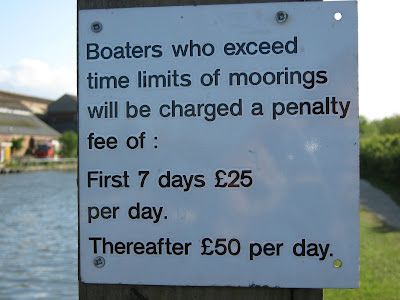 Boaters who exceed
time limits of moorings
will be charged a penalty
fee of :
First 7 days £25
per day.
Thereafter £50 per day.